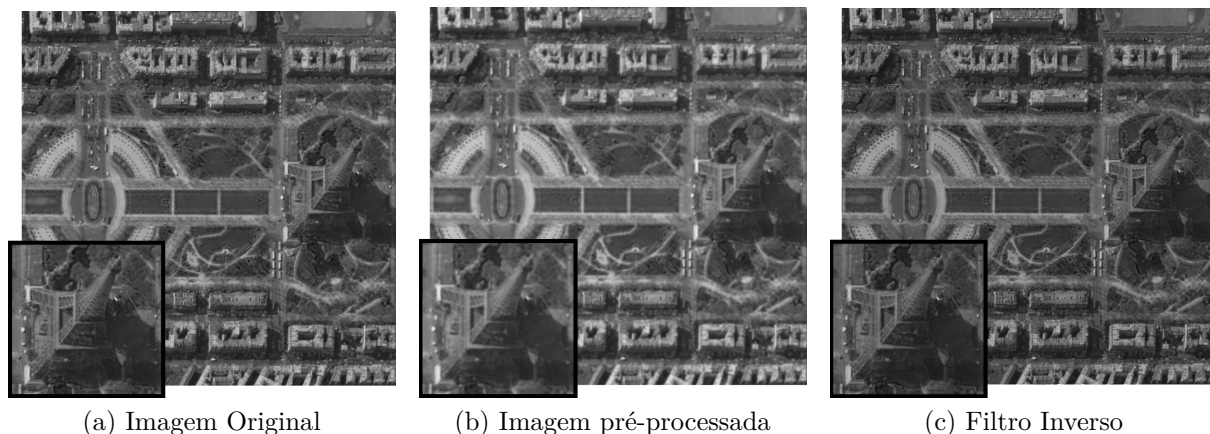 (a) Imagem Original
(b) Imagem pré-processada
(c) Filtro Inverso